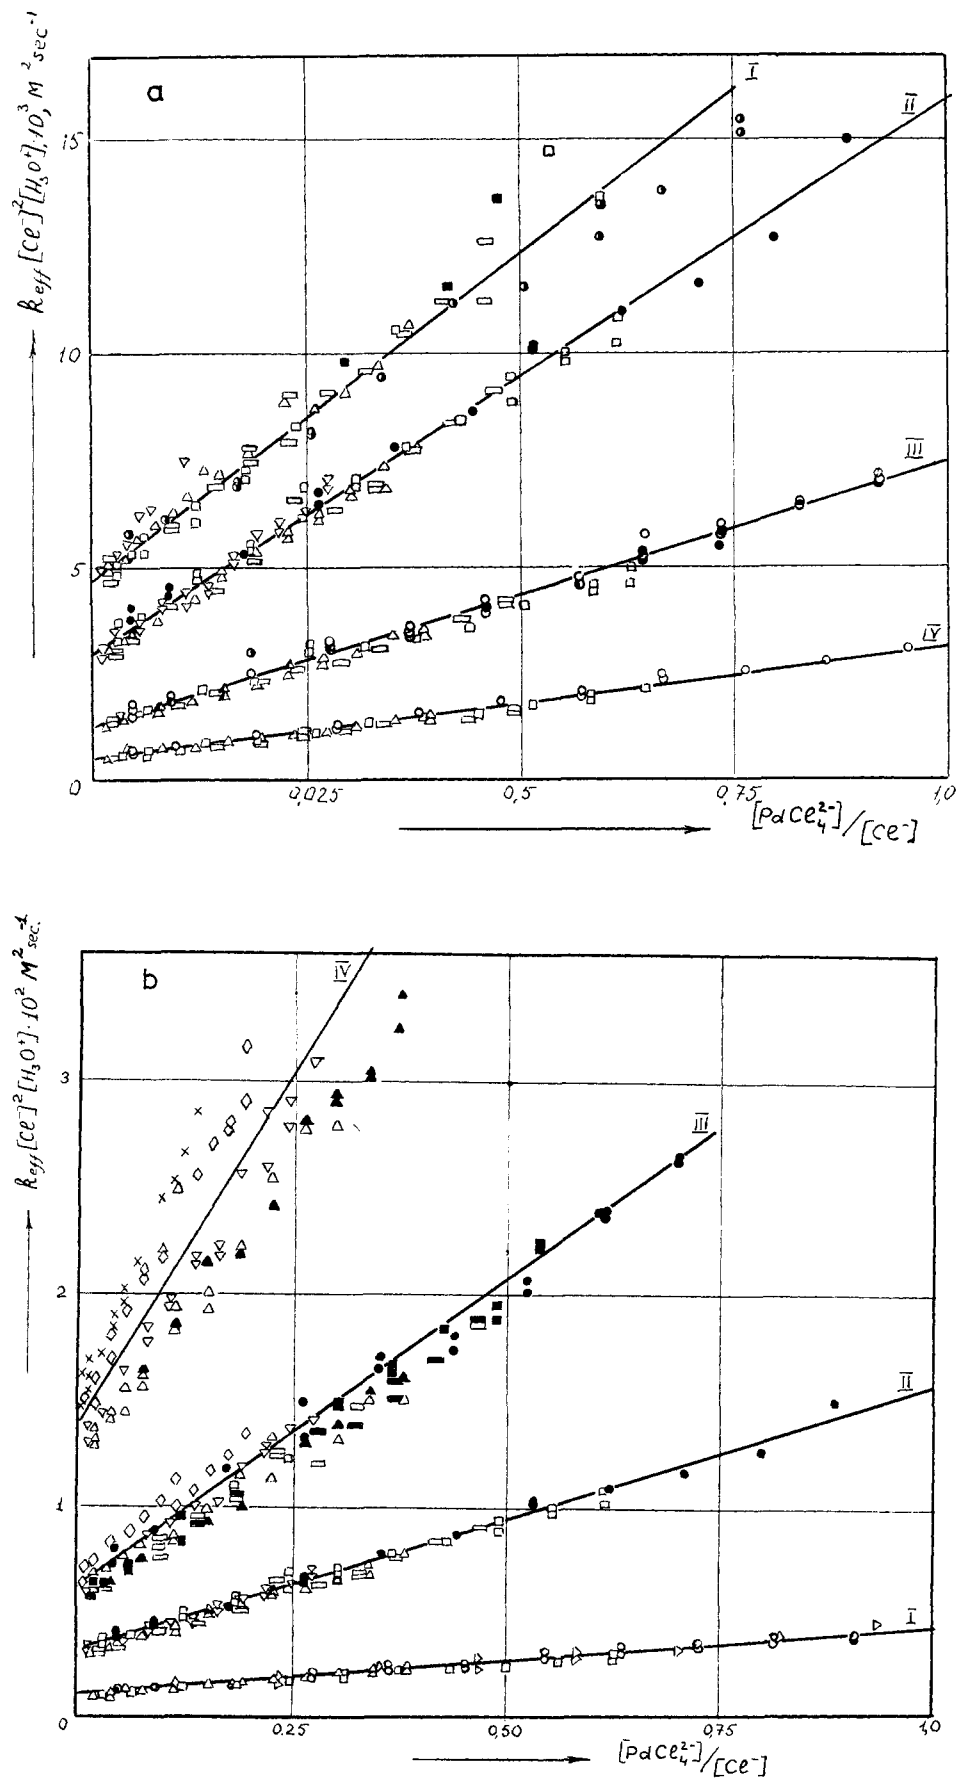 a
k_eff [Cl⁻]²[H₃O⁺]·10³, M² sec⁻¹
I
II
15
10
III
5
IV
0
0,025
0,5
0,75
1,0
[PdCl₄²⁻]/[Cl⁻]
b
k_eff [Cl⁻]²[H₃O⁺]·10² M² sec.⁻¹
IV
3
III
2
II
1
I
0
0.25
0,50
0,75
1,0
[PdCl₄²⁻]/[Cl⁻]